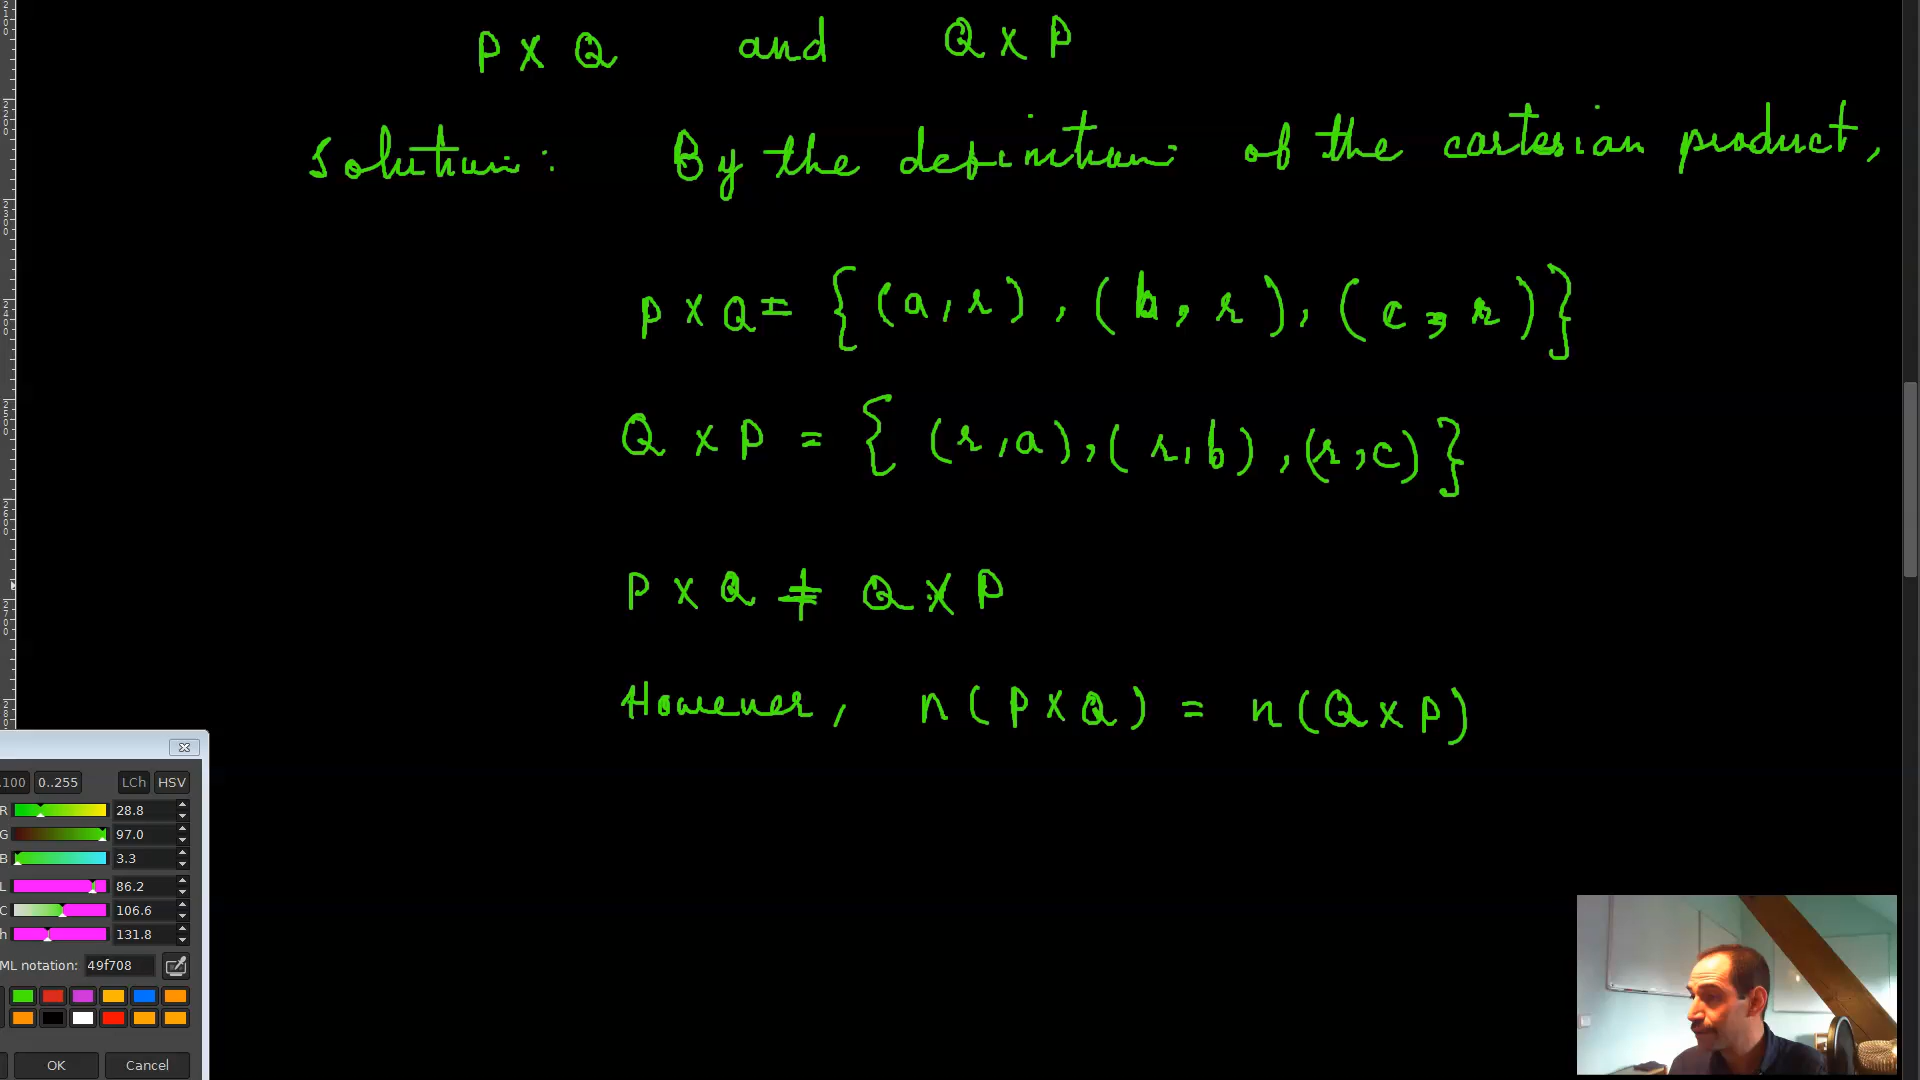 P X Q and Q X P
Solution: By the definition of the cartesian product,
P X Q = {(a, r), (b, r), (c, r)}
Q X P = {(r, a), (r, b), (r, c)}
P X Q ≠ Q X P
However, n(P X Q) = n(Q X P)
.100 0..255 LCh HSV
R 28.8
G 97.0
B 3.3
L 86.2
C 106.6
h 131.8
ML notation: 49f708
OK Cancel